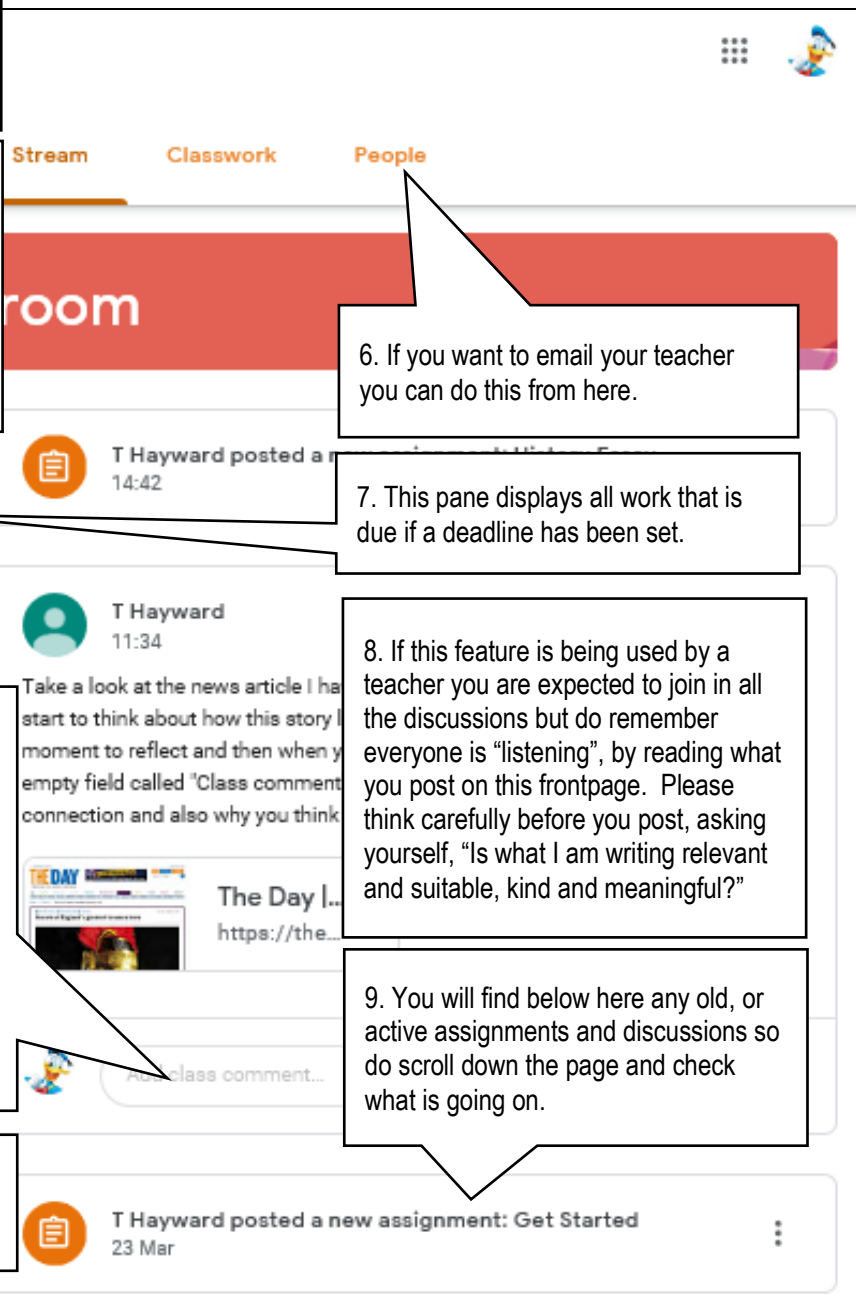 Stream Classwork People
room
6. If you want to email your teacher
you can do this from here.
T Hayward posted a
14:42
7. This pane displays all work that is
due if a deadline has been set.
T Hayward
11:34
Take a look at the news article I ha
start to think about how this story l
moment to reflect and then when y
empty field called "Class comment
connection and also why you think
8. If this feature is being used by a
teacher you are expected to join in all
the discussions but do remember
everyone is “listening”, by reading what
you post on this frontpage. Please
think carefully before you post, asking
yourself, “Is what I am writing relevant
and suitable, kind and meaningful?”
THE DAY
The Day |...
https://the...
9. You will find below here any old, or
active assignments and discussions so
do scroll down the page and check
what is going on.
Add class comment...
T Hayward posted a new assignment: Get Started
23 Mar